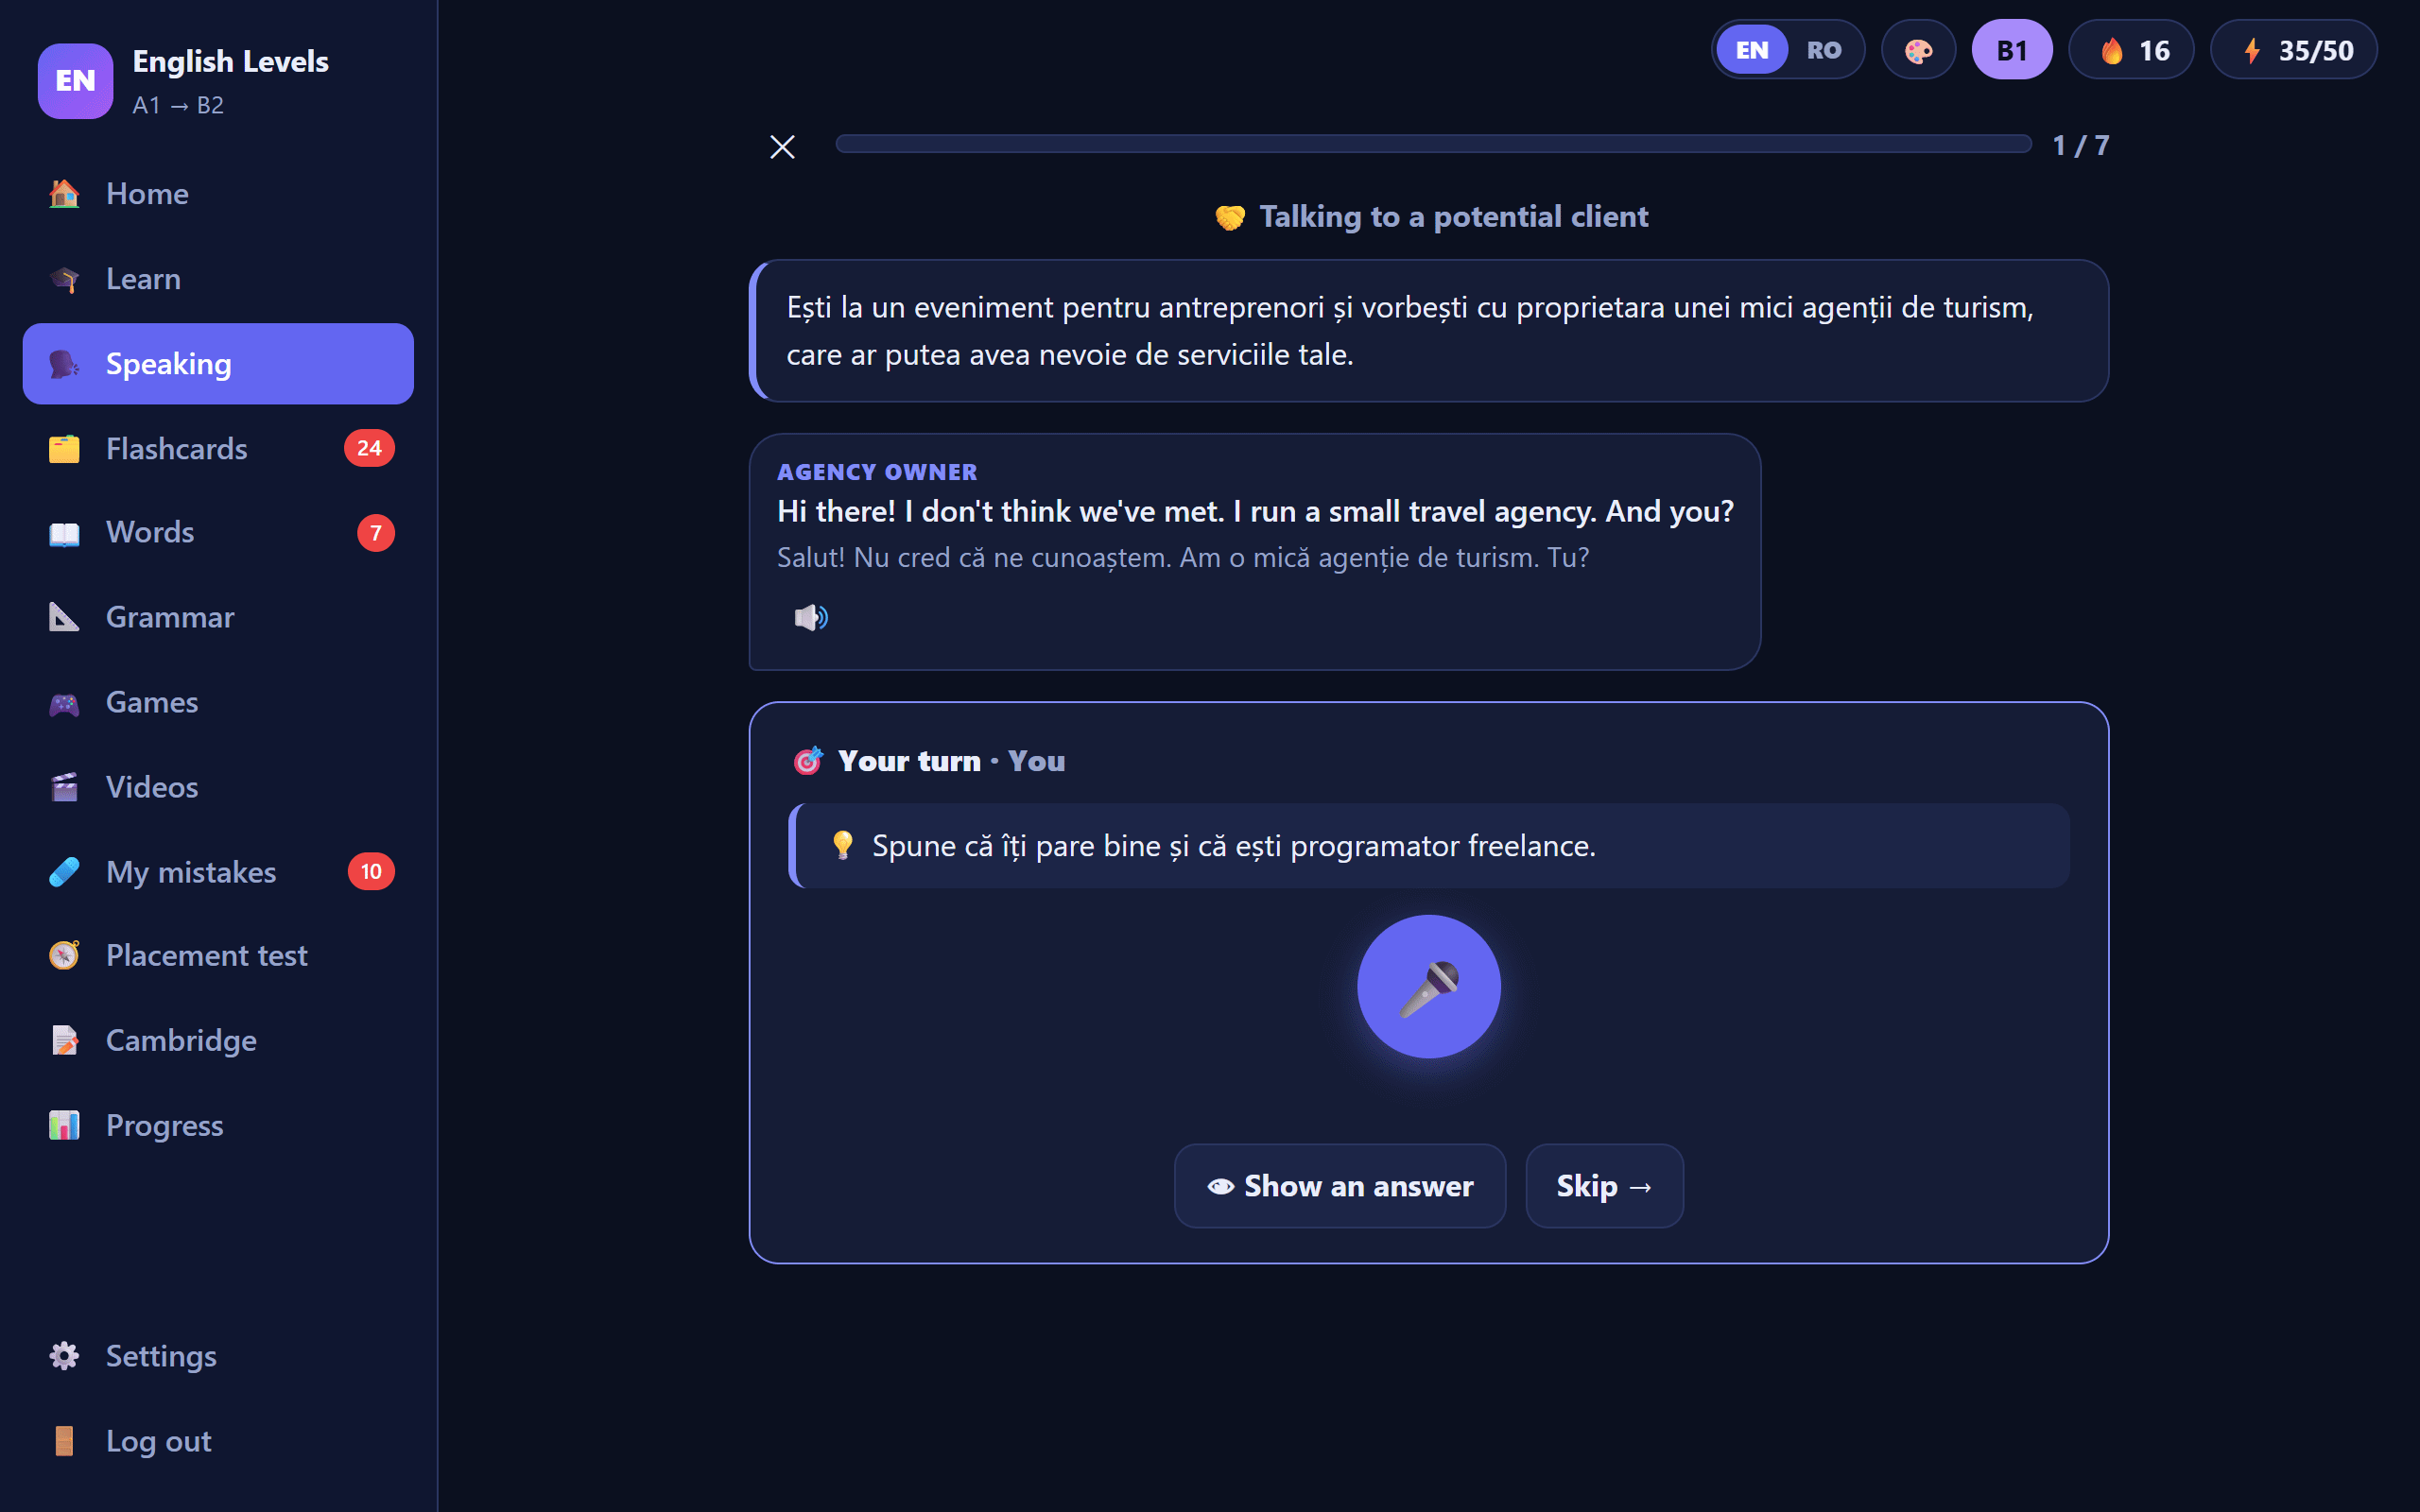 EN
English Levels
A1 → B2
Home
Learn
Speaking
Flashcards 24
Words 7
Grammar
Games
Videos
My mistakes 10
Placement test
Cambridge
Progress
Settings
Log out
EN RO B1 16 35/50
1 / 7
Talking to a potential client
Ești la un eveniment pentru antreprenori și vorbești cu proprietara unei mici agenții de turism,
care ar putea avea nevoie de serviciile tale.
AGENCY OWNER
Hi there! I don't think we've met. I run a small travel agency. And you?
Salut! Nu cred că ne cunoaștem. Am o mică agenție de turism. Tu?
Your turn · You
Spune că îți pare bine și că ești programator freelance.
Show an answer
Skip →